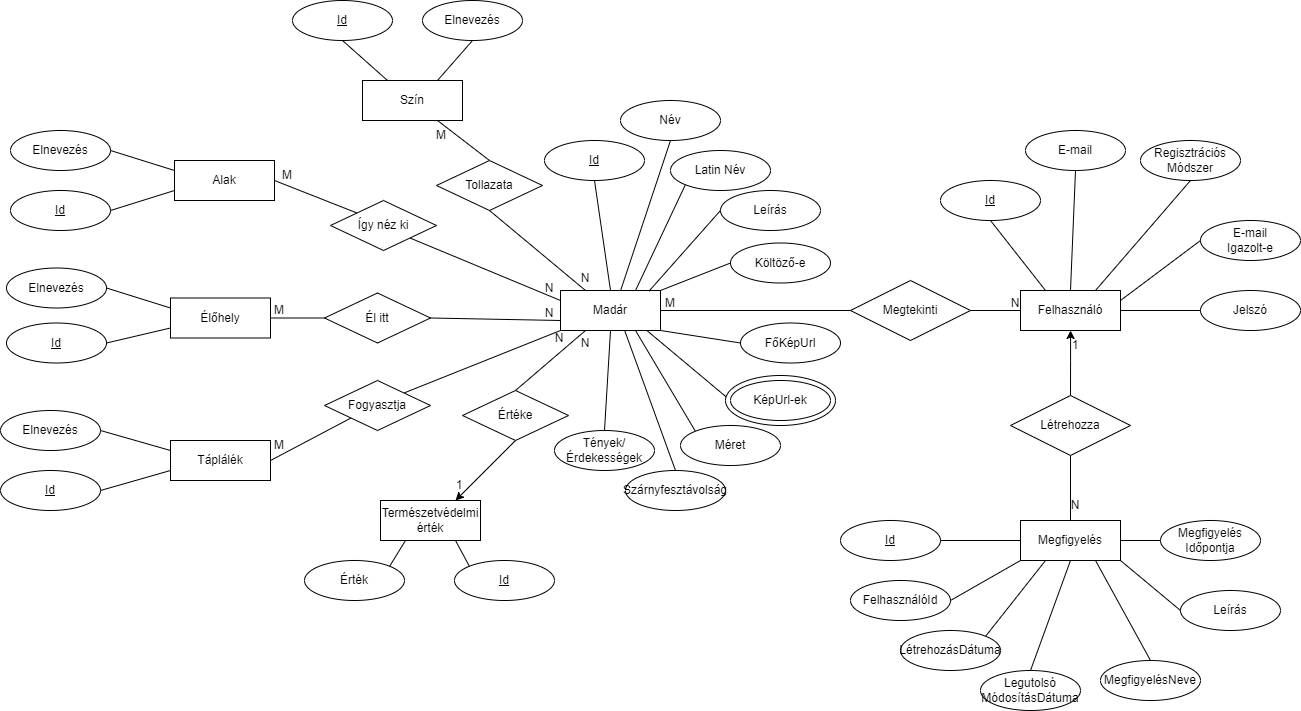 Id
Elnevezés
Szín
M
Tollazata
N
Elnevezés
Id
Alak
M
Így néz ki
N
Elnevezés
Id
Élőhely
M
Él itt
N
Elnevezés
Id
Táplálék
M
Fogyasztja
N
Értéke
N
1
Természetvédelmi
érték
Érték
Id
Madár
Id
Név
Latin Név
Leírás
Költöző-e
FőKépUrl
KépUrl-ek
Méret
Szárnyfesztávolság
Tények/
Érdekességek
M
Megtekinti
N
Felhasználó
Id
E-mail
Regisztrációs
Módszer
E-mail
Igazolt-e
Jelszó
1
Létrehozza
N
Megfigyelés
Id
FelhasználóId
LétrehozásDátuma
Legutolsó
MódosításDátuma
MegfigyelésNeve
Leírás
Megfigyelés
Időpontja